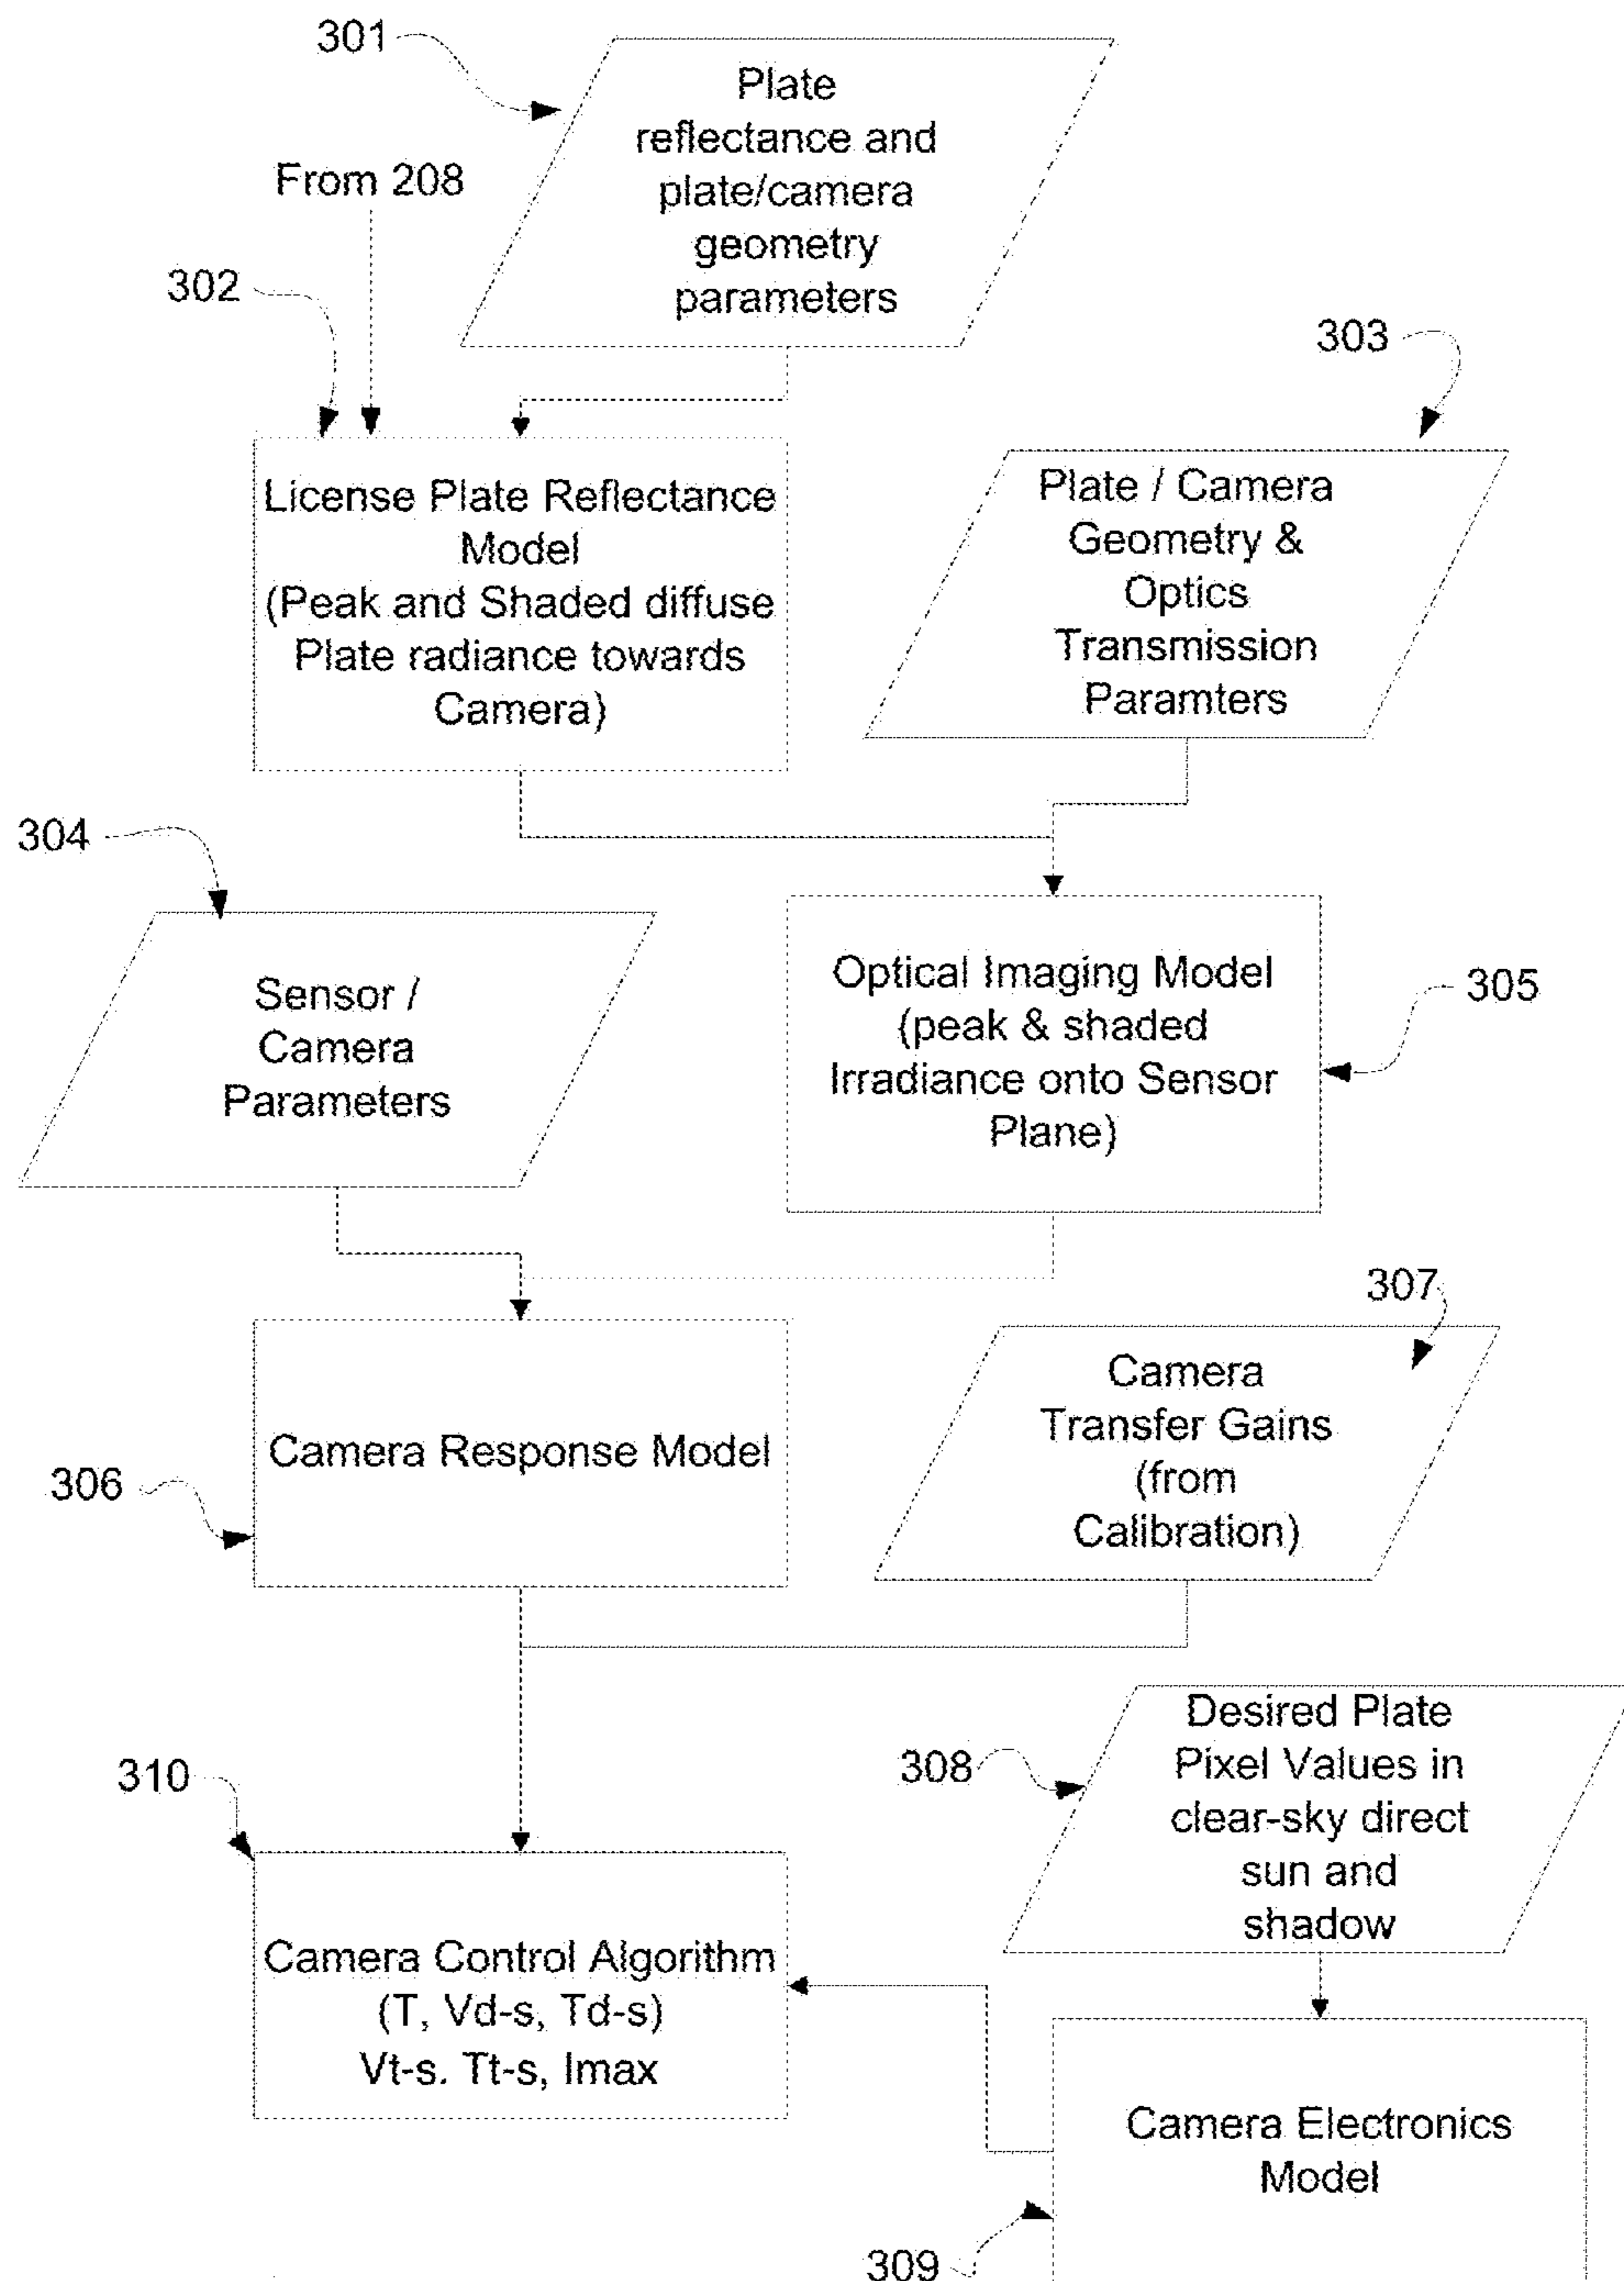 301
Plate
reflectance and
plate/camera
geometry
parameters
From 208
302
303
License Plate Reflectance
Model
(Peak and Shaded diffuse
Plate radiance towards
Camera)
Plate / Camera
Geometry &
Optics
Transmission
Paramters
304
Sensor /
Camera
Parameters
Optical Imaging Model
(peak & shaded
Irradiance onto Sensor
Plane)
305
306
Camera Response Model
307
Camera
Transfer Gains
(from
Calibration)
308
Desired Plate
Pixel Values in
clear-sky direct
sun and
shadow
310
Camera Control Algorithm
(T, Vd-s, Td-s)
Vt-s. Tt-s, Imax
Camera Electronics
Model
309